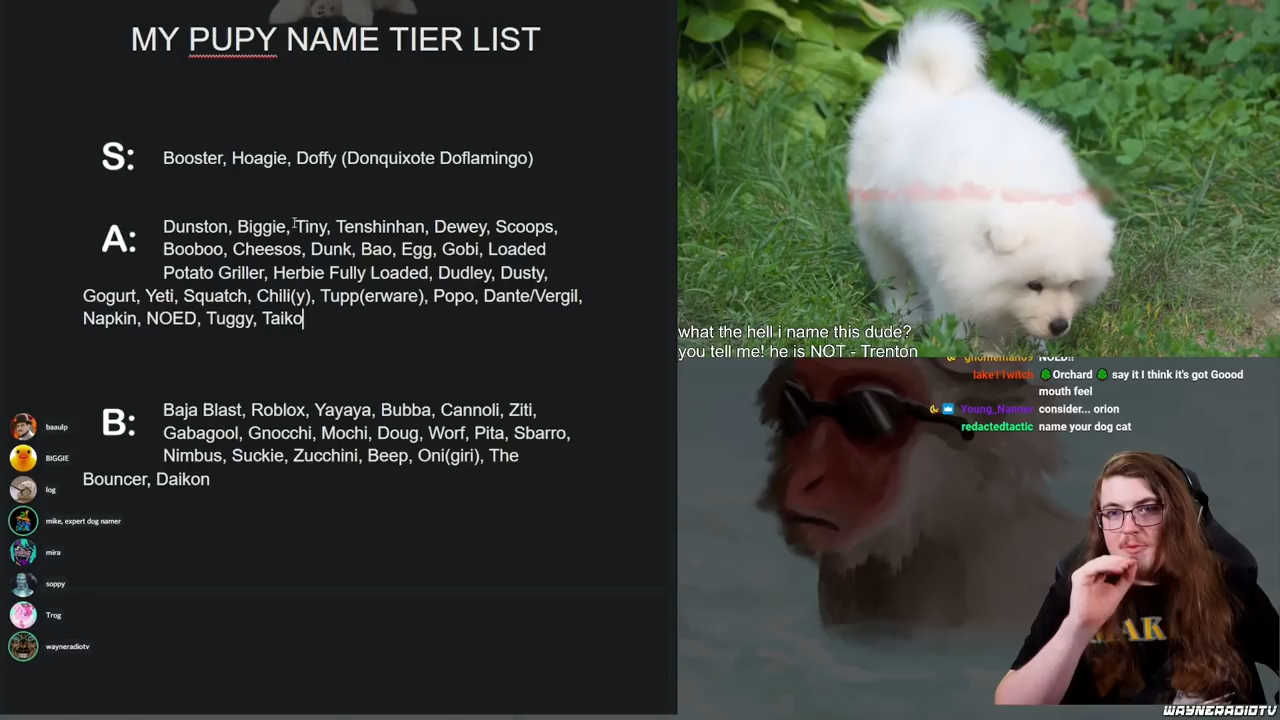 MY PUPY NAME TIER LIST
S:
Booster, Hoagie, Doffy (Donquixote Doflamingo)
A:
Dunston, Biggie, Tiny, Tenshinhan, Dewey, Scoops,
Booboo, Cheesos, Dunk, Bao, Egg, Gobi, Loaded
Potato Griller, Herbie Fully Loaded, Dudley, Dusty,
Gogurt, Yeti, Squatch, Chili(y), Tupp(erware), Popo, Dante/Vergil,
Napkin, NOED, Tuggy, Taiko
B:
Baja Blast, Roblox, Yayaya, Bubba, Cannoli, Ziti,
Gabagool, Gnocchi, Mochi, Doug, Worf, Pita, Sbarro,
Nimbus, Suckie, Zucchini, Beep, Oni(giri), The
Bouncer, Daikon
baaulp
BIGGIE
log
mike, expert dog namer
mira
soppy
Trog
wayneradiotv
what the hell i name this dude?
you tell me! he is NOT - Trenton
NOED!!
lake11witch Orchard say it I think it's got Goood
mouth feel
consider... orion
redactedtactic name your dog cat
WAYNERADIOTV